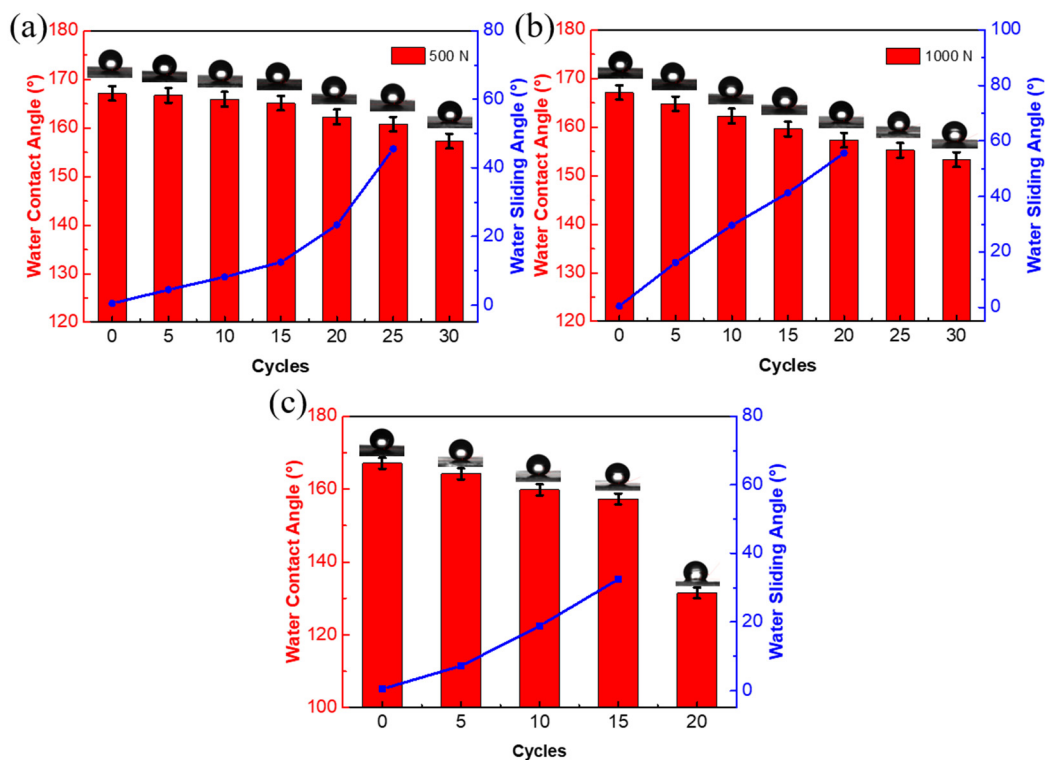 (a)
180
170
160
150
140
130
120
Water Contact Angle (°)
500 N
80
60
40
20
0
Water Sliding Angle (°)
0 5 10 15 20 25 30
Cycles
(b)
180
170
160
150
140
130
120
Water Contact Angle (°)
1000 N
100
80
60
40
20
0
Water Sliding Angle (°)
0 5 10 15 20 25 30
Cycles
(c)
180
160
140
120
100
Water Contact Angle (°)
80
60
40
20
0
Water Sliding Angle (°)
0 5 10 15 20
Cycles